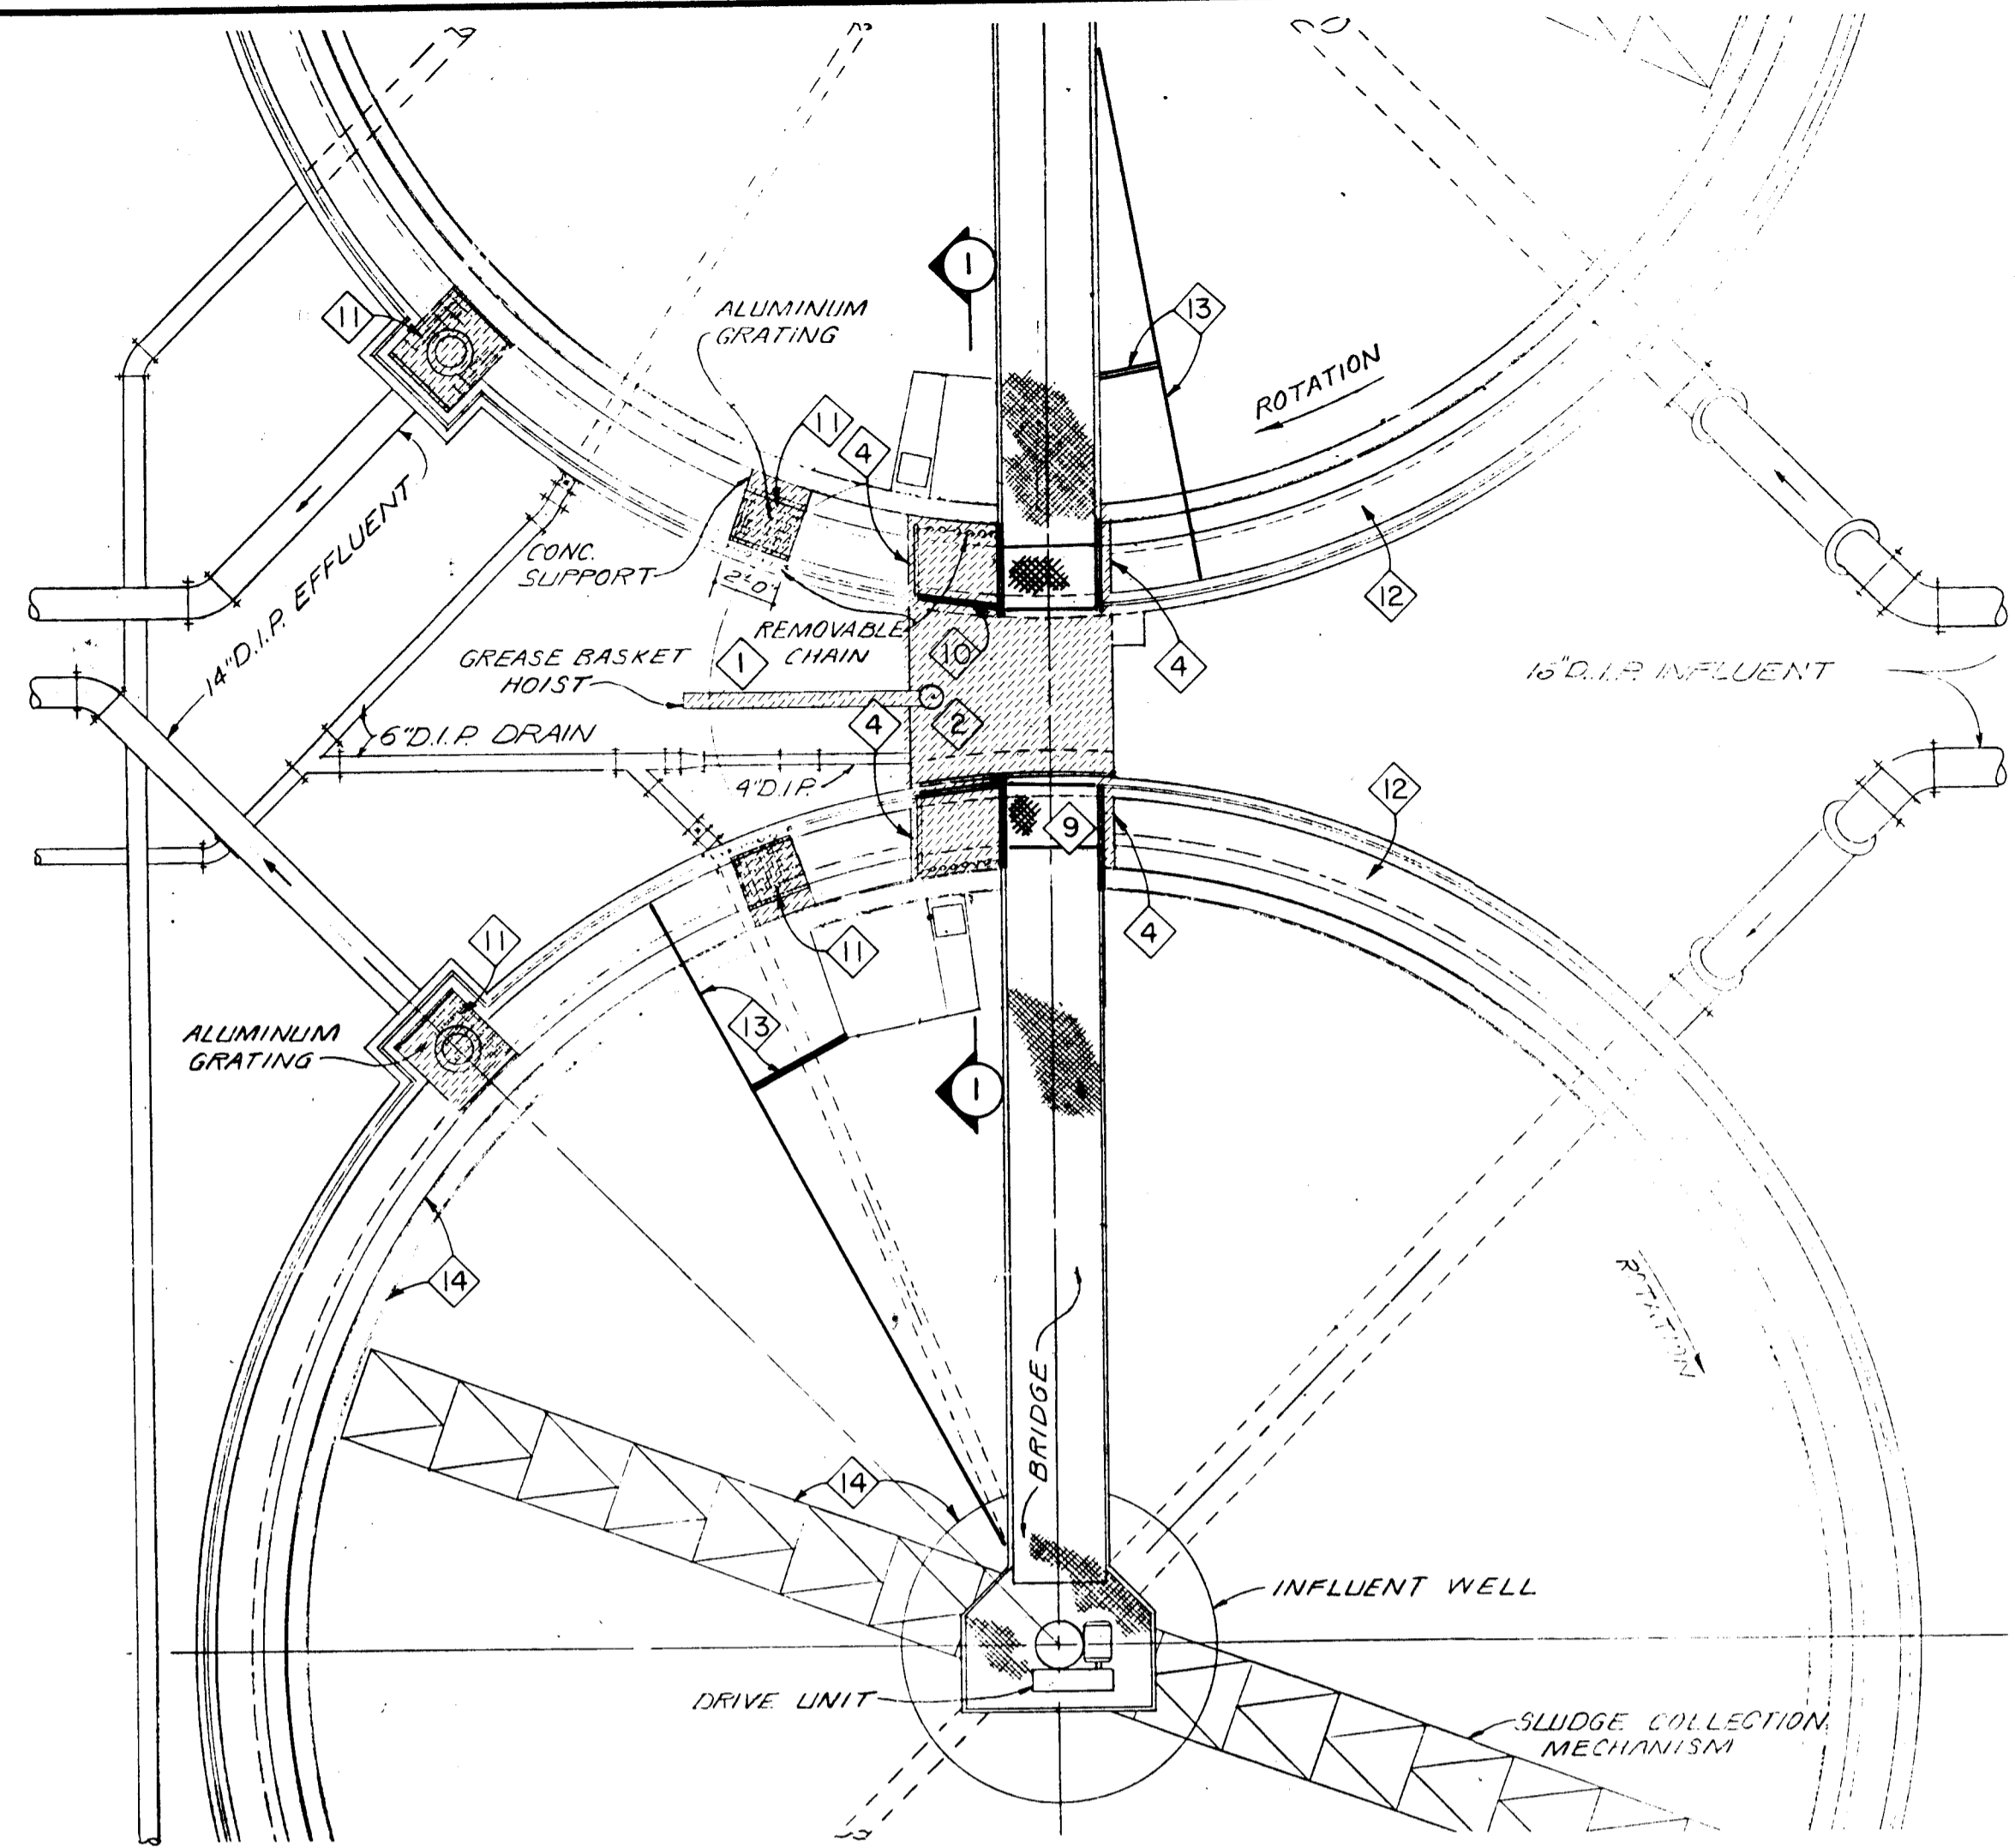 1
13
ALUMINUM
GRATING
11
ROTATION
11
4
14"D.I.P. EFFLUENT
CONC.
SUPPORT
2'-0"
12
REMOVABLE
CHAIN
10
4
GREASE BASKET
HOIST
1
16"D.I.P. INFLUENT
4
2
6"D.I.P. DRAIN
4"D.I.P.
12
9
11
11
4
13
ALUMINUM
GRATING
1
14
ROTATION
BRIDGE
14
INFLUENT WELL
DRIVE UNIT
SLUDGE COLLECTION
MECHANISM